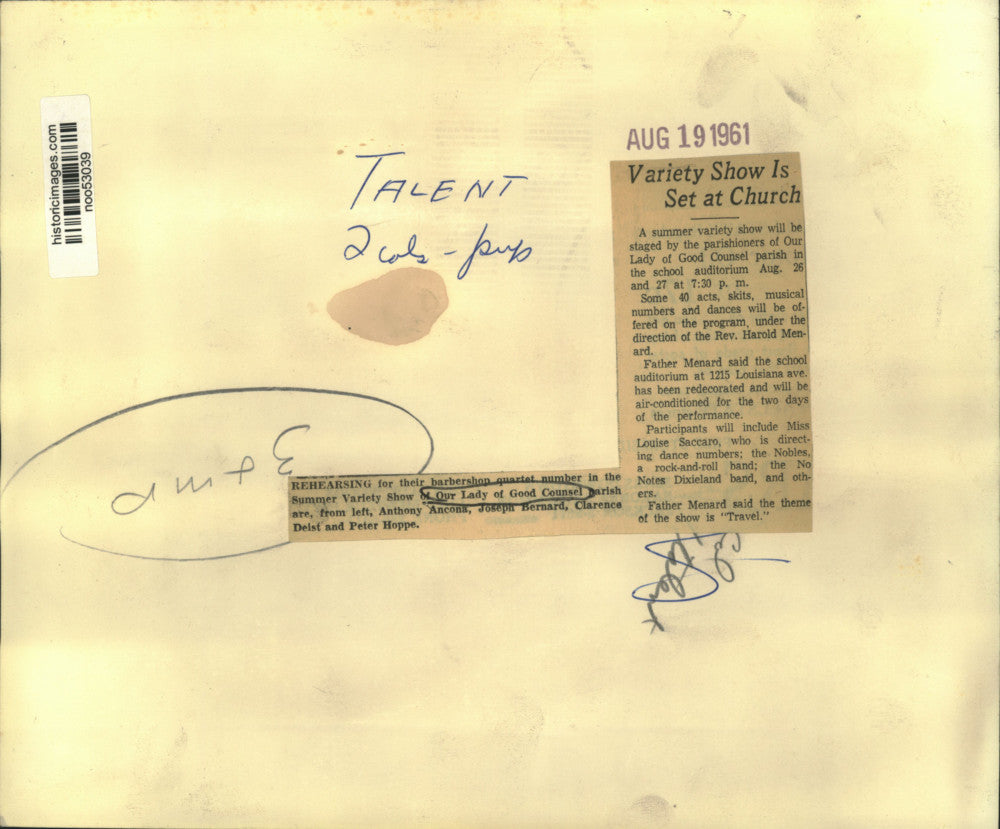 historicimages.com
noo53039
AUG 19 1961
TALENT
2 cols -
Variety Show Is
Set at Church
A summer variety show will be
staged by the parishioners of Our
Lady of Good Counsel parish in
the school auditorium Aug. 26
and 27 at 7:30 p. m.
Some 40 acts, skits, musical
numbers and dances will be of-
fered on the program, under the
direction of the Rev. Harold Men-
ard.
Father Menard said the school
auditorium at 1215 Louisiana ave.
has been redecorated and will be
air-conditioned for the two days
of the performance.
Participants will include Miss
Louise Saccaro, who is direct-
ing dance numbers; the Nobles,
a rock-and-roll band; the No
Notes Dixieland band, and oth-
ers.
Father Menard said the theme
of the show is "Travel."
REHEARSING for their barbershop quartet number in the
Summer Variety Show of Our Lady of Good Counsel parish
are, from left, Anthony Ancona, Joseph Bernard, Clarence
Deist and Peter Hoppe.